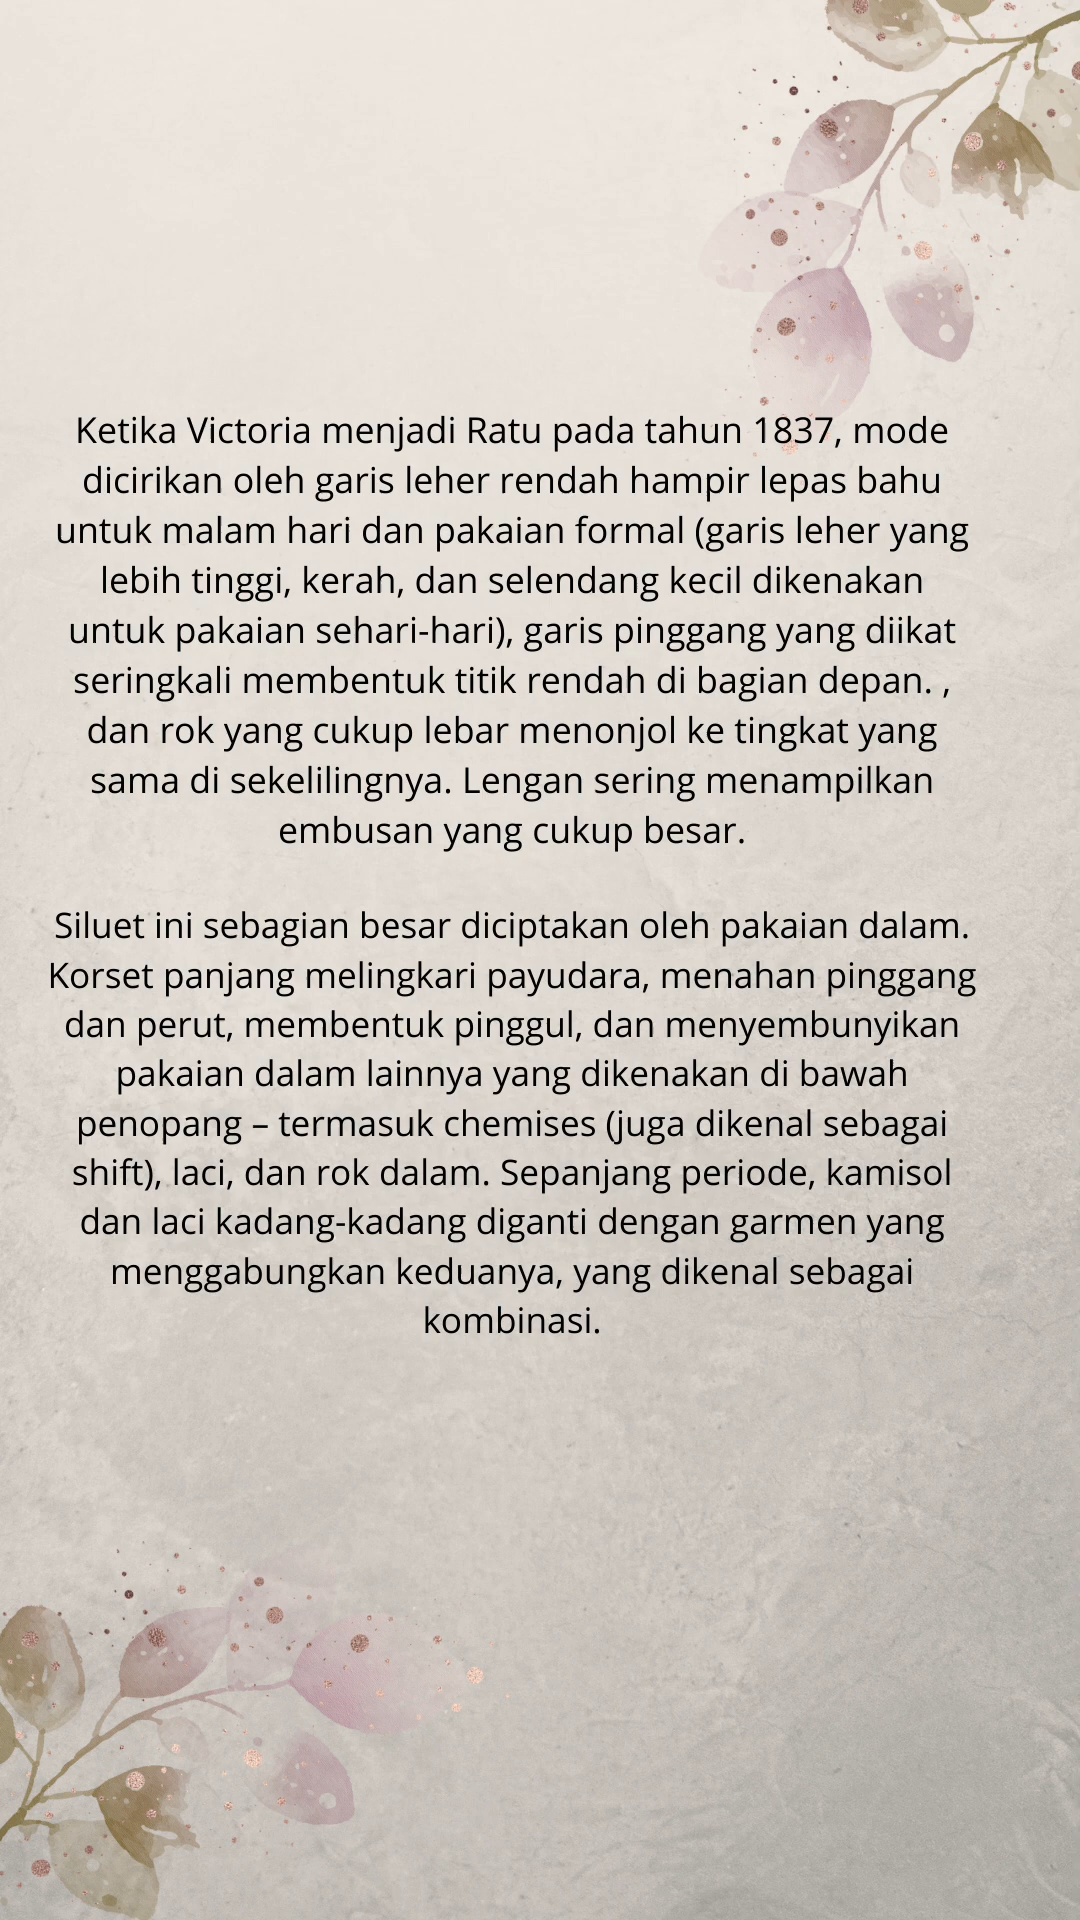 Ketika Victoria menjadi Ratu pada tahun 1837, mode
dicirikan oleh garis leher rendah hampir lepas bahu
untuk malam hari dan pakaian formal (garis leher yang
lebih tinggi, kerah, dan selendang kecil dikenakan
untuk pakaian sehari-hari), garis pinggang yang diikat
seringkali membentuk titik rendah di bagian depan. ,
dan rok yang cukup lebar menonjol ke tingkat yang
sama di sekelilingnya. Lengan sering menampilkan
embusan yang cukup besar.
Siluet ini sebagian besar diciptakan oleh pakaian dalam.
Korset panjang melingkari payudara, menahan pinggang
dan perut, membentuk pinggul, dan menyembunyikan
pakaian dalam lainnya yang dikenakan di bawah
penopang – termasuk chemises (juga dikenal sebagai
shift), laci, dan rok dalam. Sepanjang periode, kamisol
dan laci kadang-kadang diganti dengan garmen yang
menggabungkan keduanya, yang dikenal sebagai
kombinasi.